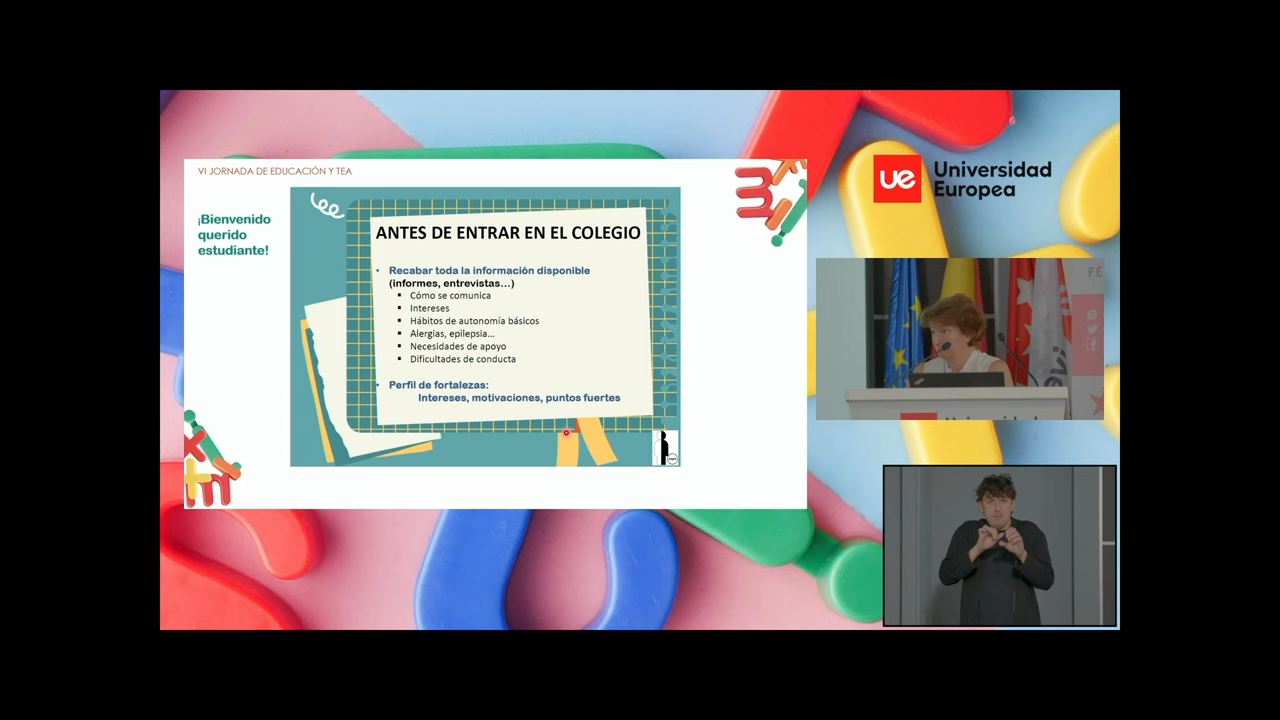 VI JORNADA DE EDUCACIÓN Y TEA
¡Bienvenido
querido
estudiante!
ANTES DE ENTRAR EN EL COLEGIO
• Recabar toda la información disponible
(informes, entrevistas...)
▪ Cómo se comunica
▪ Intereses
▪ Hábitos de autonomía básicos
▪ Alergias, epilepsia...
▪ Necesidades de apoyo
▪ Dificultades de conducta
• Perfil de fortalezas:
Intereses, motivaciones, puntos fuertes
ue Universidad
Europea
FE